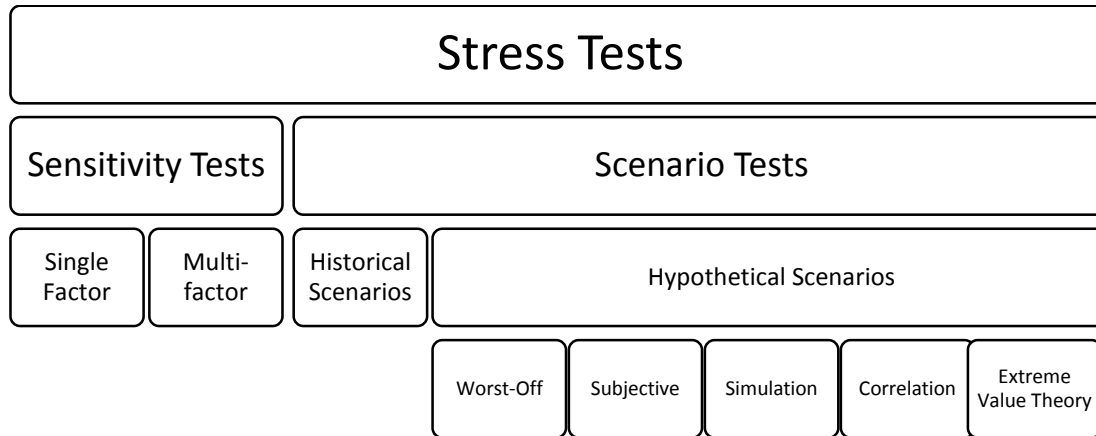 Stress Tests
Sensitivity Tests
Scenario Tests
Single
Factor
Multi-
factor
Historical
Scenarios
Hypothetical Scenarios
Worst-Off
Subjective
Simulation
Correlation
Extreme
Value Theory